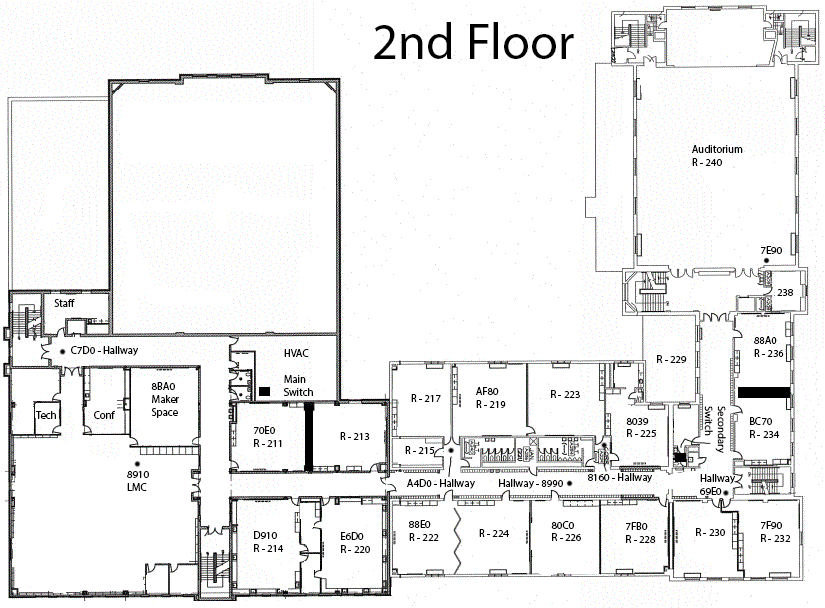 2nd Floor
Auditorium
R - 240
7E90
238
Staff
C7D0 - Hallway
HVAC
Main
Switch
88A0
R - 236
R - 229
8BA0
Maker
Space
Tech
Conf
R - 217
AF80
R - 219
R - 223
8039
R - 225
Secondary
Switch
BC70
R - 234
70E0
R - 211
R - 213
R - 215
8910
LMC
A4D0 - Hallway
Hallway - 8990
8160 - Hallway
Hallway
69E0
D910
R - 214
E6D0
R - 220
88E0
R - 222
R - 224
80C0
R - 226
7FB0
R - 228
R - 230
7F90
R - 232